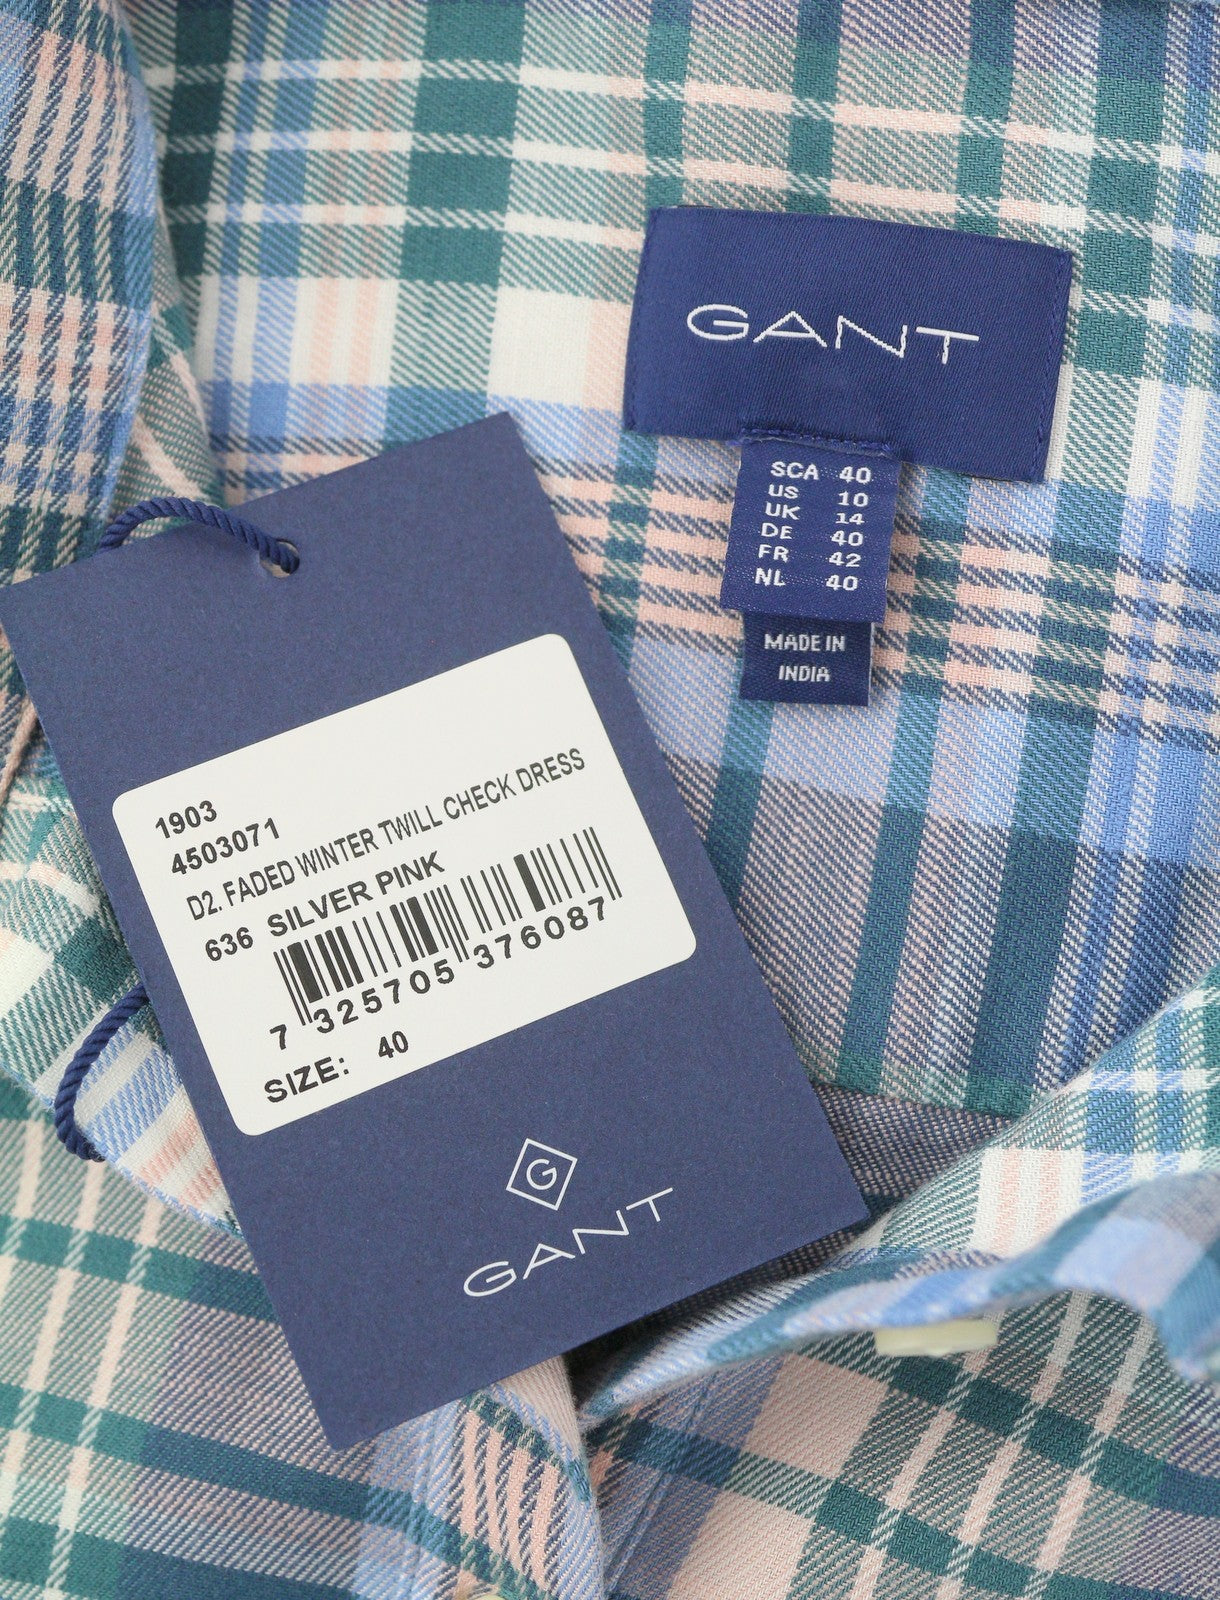 GANT
SCA 40
US 10
UK 14
DE 40
FR 42
NL 40
MADE IN
INDIA
1903
4503071
D2. FADED WINTER TWILL CHECK DRESS
636 SILVER PINK
7 325705 376087
SIZE: 40
G
GANT